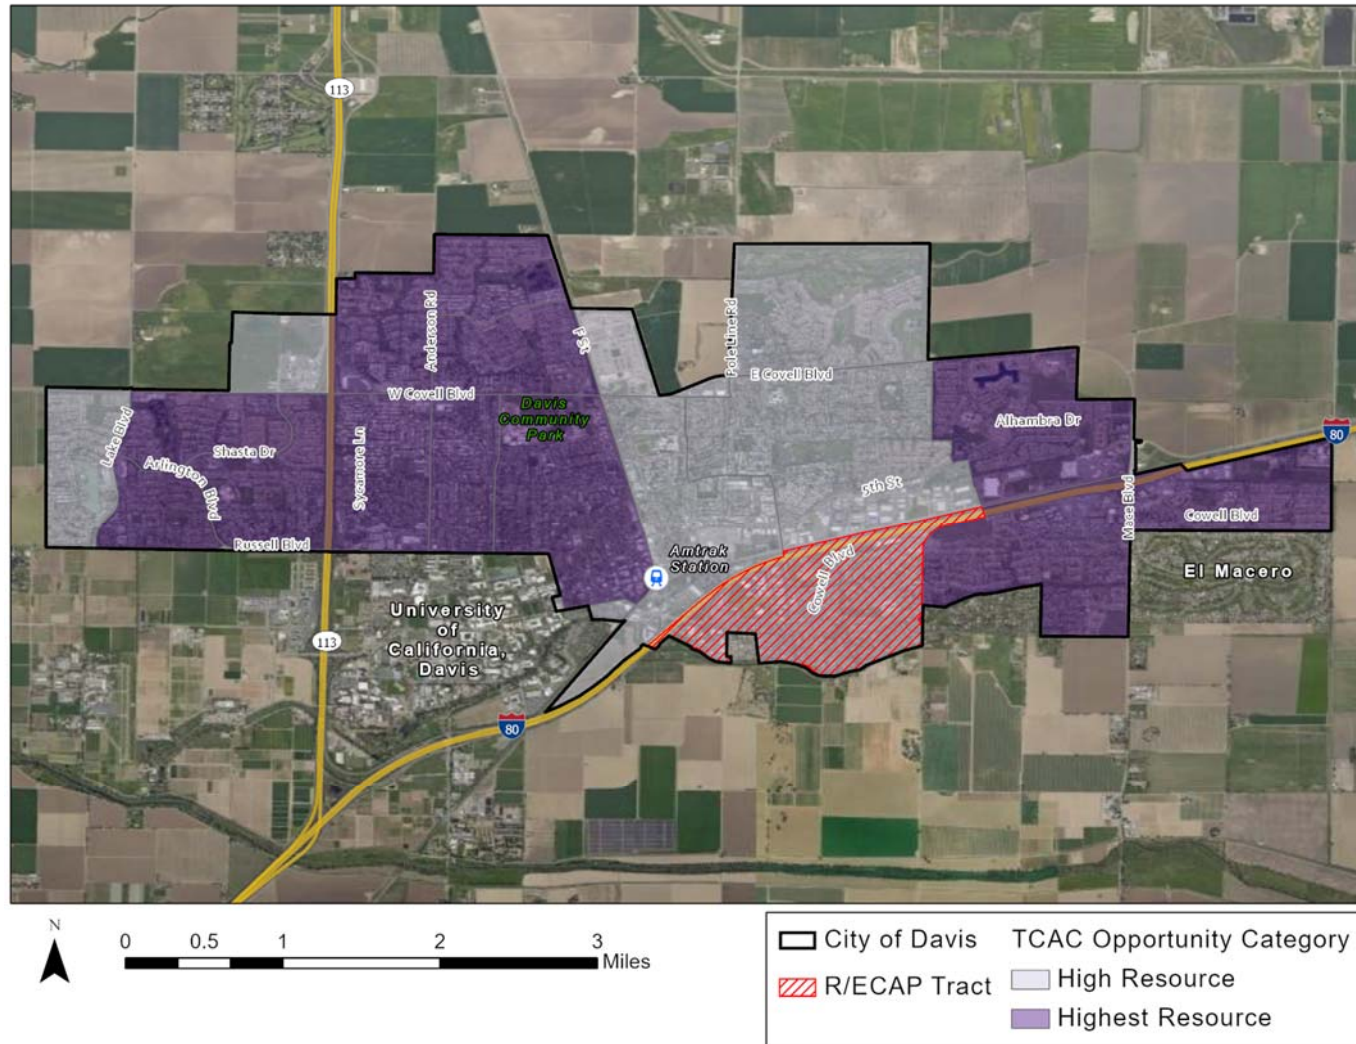 113
Anderson Rd
F St
Pole Line Rd
E Covell Blvd
W Covell Blvd
Davis
Community
Park
Lake Blvd
Shasta Dr
Arlington Blvd
Sycamore Ln
Russell Blvd
Alhambra Dr
80
5th St
Mace Blvd
Cowell Blvd
Amtrak
Station
Cowell Blvd
El Macero
University
of
California,
Davis
113
80
N
0 0.5 1 2 3
Miles
City of Davis
R/ECAP Tract
TCAC Opportunity Category
High Resource
Highest Resource